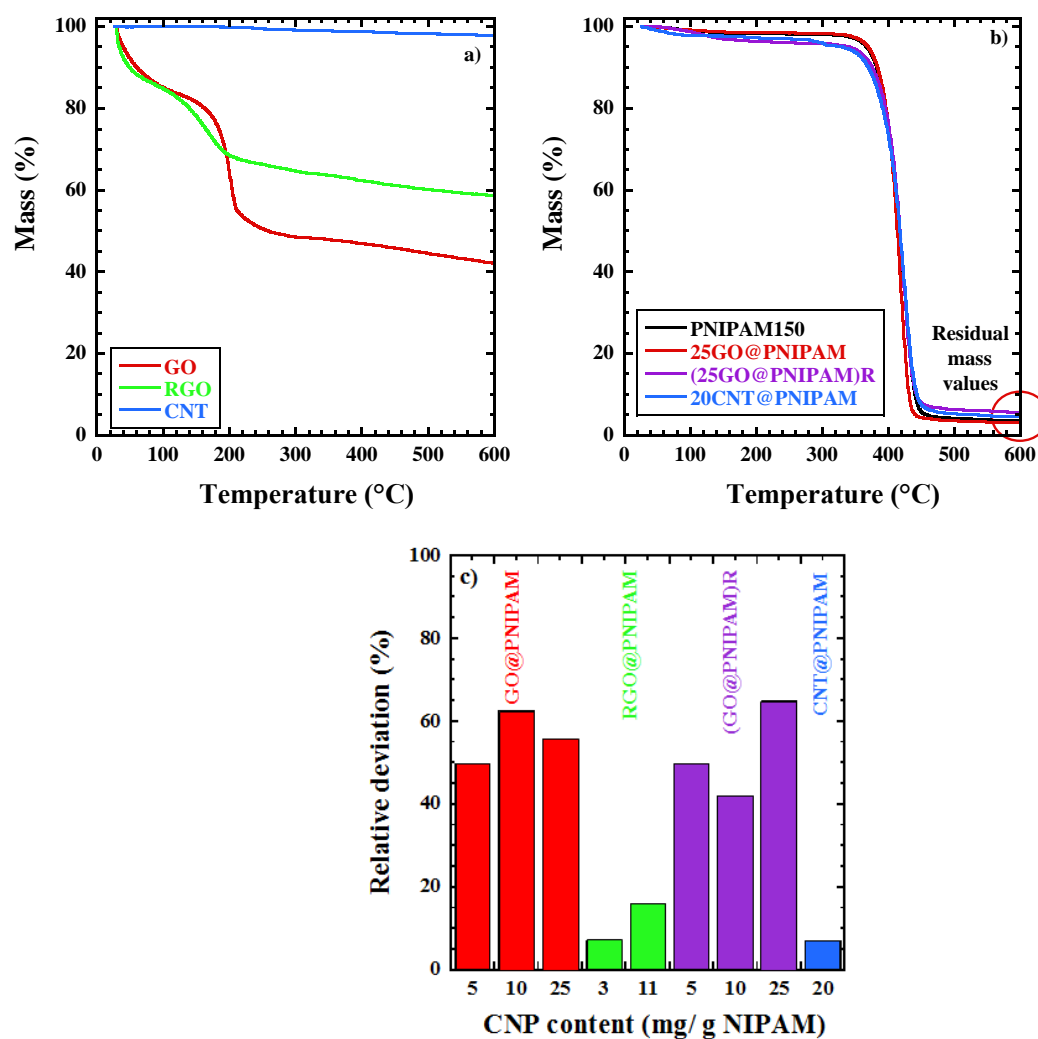 100
80
60
40
20
0
Mass (%)
a)
GO
RGO
CNT
0 100 200 300 400 500 600
Temperature (°C)
100
80
60
40
20
0
Mass (%)
b)
PNIPAM150
25GO@PNIPAM
(25GO@PNIPAM)R
20CNT@PNIPAM
Residual
mass
values
0 100 200 300 400 500 600
Temperature (°C)
100
80
60
40
20
0
Relative deviation (%)
c)
GO@PNIPAM
RGO@PNIPAM
(GO@PNIPAM)R
CNT@PNIPAM
5 10 25 3 11 5 10 25 20
CNP content (mg/ g NIPAM)